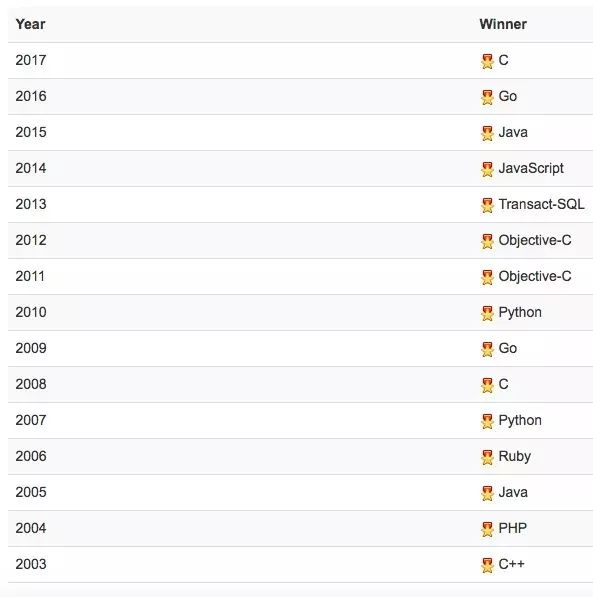 Year Winner
2017 C
2016 Go
2015 Java
2014 JavaScript
2013 Transact-SQL
2012 Objective-C
2011 Objective-C
2010 Python
2009 Go
2008 C
2007 Python
2006 Ruby
2005 Java
2004 PHP
2003 C++